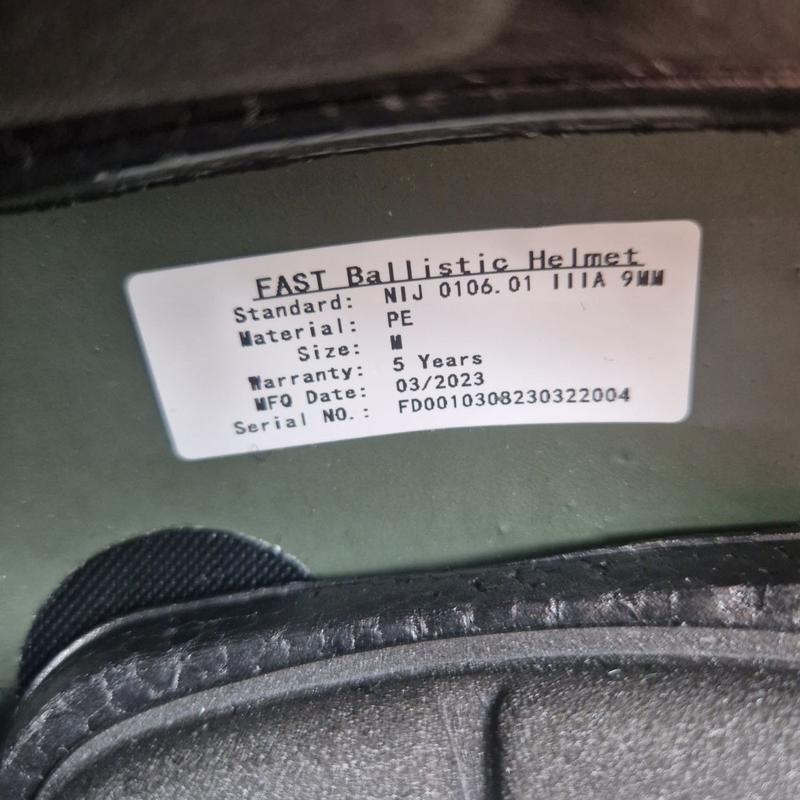 FAST Ballistic Helmet
Standard: NIJ 0106.01 IIIA 9MM
Material: PE
Size: M
Warranty: 5 Years
MFQ Date: 03/2023
Serial NO.: FD0010308230322004